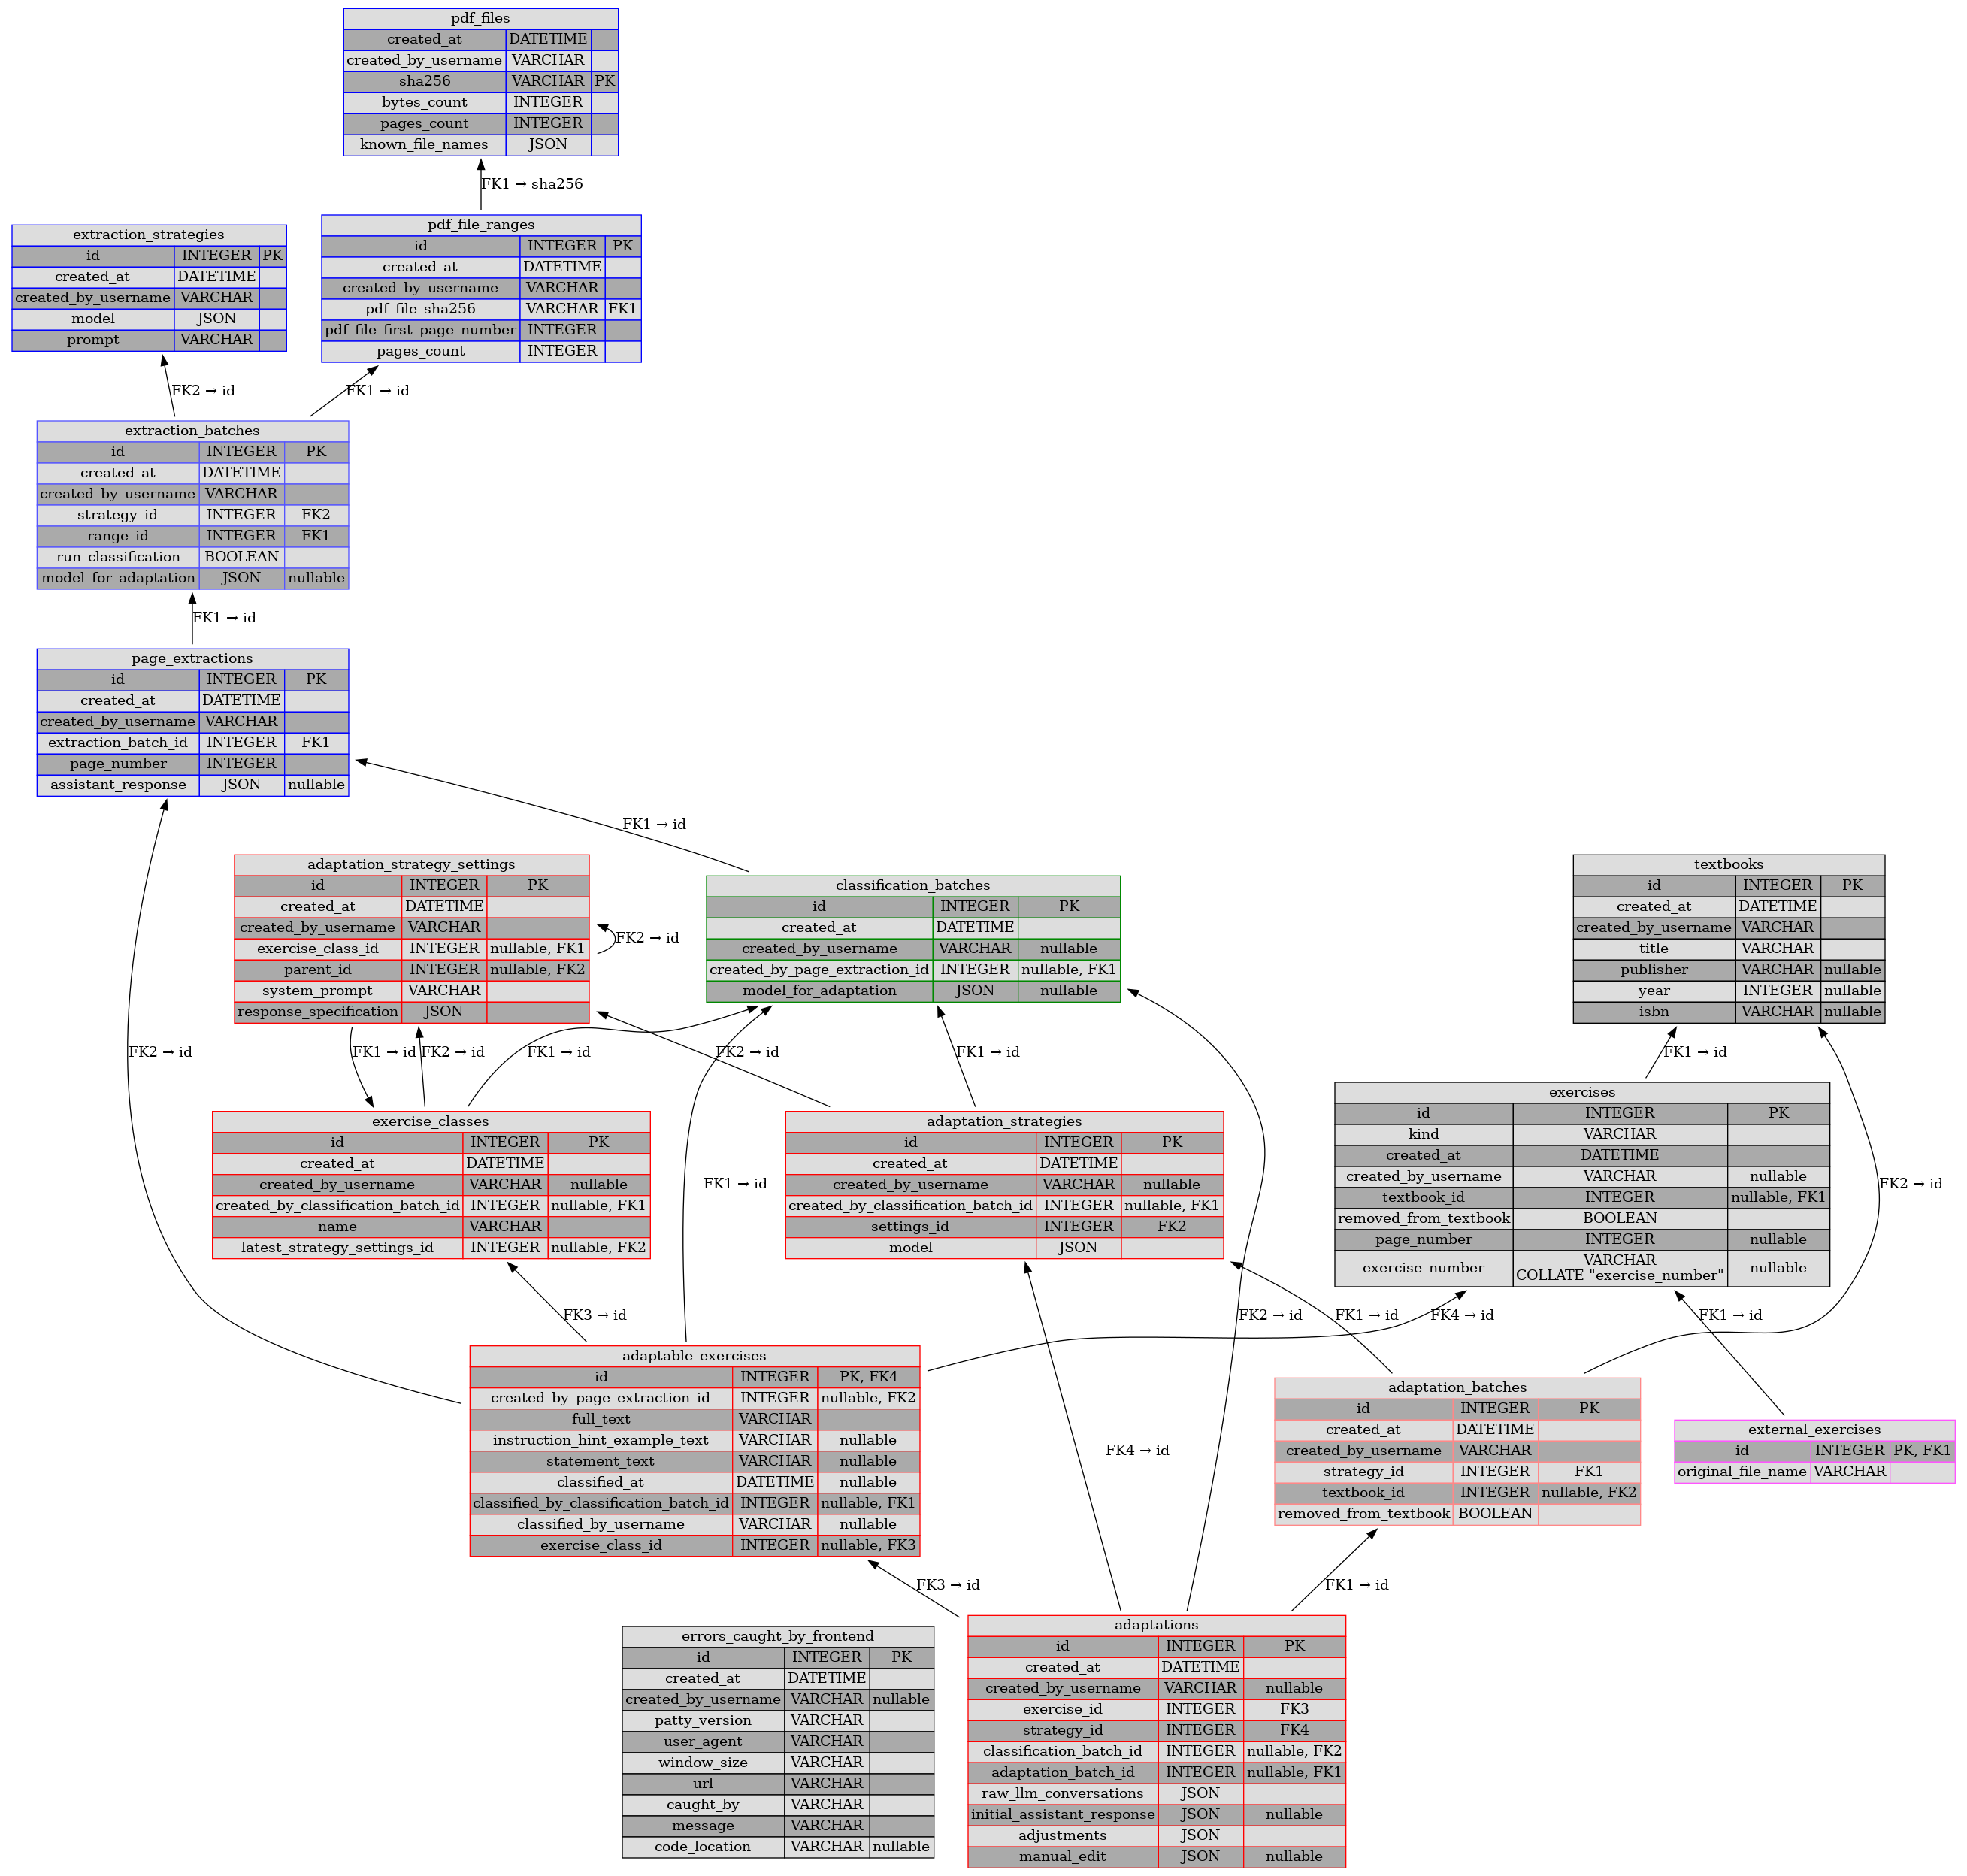 pdf_files
created_at DATETIME
created_by_username VARCHAR
sha256 VARCHAR PK
bytes_count INTEGER
pages_count INTEGER
known_file_names JSON
FK1 → sha256
extraction_strategies
id INTEGER PK
created_at DATETIME
created_by_username VARCHAR
model JSON
prompt VARCHAR
pdf_file_ranges
id INTEGER PK
created_at DATETIME
created_by_username VARCHAR
pdf_file_sha256 VARCHAR FK1
pdf_file_first_page_number INTEGER
pages_count INTEGER
FK2 → id
FK1 → id
extraction_batches
id INTEGER PK
created_at DATETIME
created_by_username VARCHAR
strategy_id INTEGER FK2
range_id INTEGER FK1
run_classification BOOLEAN
model_for_adaptation JSON nullable
FK1 → id
page_extractions
id INTEGER PK
created_at DATETIME
created_by_username VARCHAR
extraction_batch_id INTEGER FK1
page_number INTEGER
assistant_response JSON nullable
FK1 → id
adaptation_strategy_settings
id INTEGER PK
created_at DATETIME
created_by_username VARCHAR
exercise_class_id INTEGER nullable, FK1
parent_id INTEGER nullable, FK2
system_prompt VARCHAR
response_specification JSON
FK2 → id
classification_batches
id INTEGER PK
created_at DATETIME
created_by_username VARCHAR nullable
created_by_page_extraction_id INTEGER nullable, FK1
model_for_adaptation JSON nullable
textbooks
id INTEGER PK
created_at DATETIME
created_by_username VARCHAR
title VARCHAR
publisher VARCHAR nullable
year INTEGER nullable
isbn VARCHAR nullable
FK2 → id
FK1 → id
FK2 → id
FK1 → id
FK2 → id
FK1 → id
FK1 → id
exercise_classes
id INTEGER PK
created_at DATETIME
created_by_username VARCHAR nullable
created_by_classification_batch_id INTEGER nullable, FK1
name VARCHAR
latest_strategy_settings_id INTEGER nullable, FK2
FK1 → id
adaptation_strategies
id INTEGER PK
created_at DATETIME
created_by_username VARCHAR nullable
created_by_classification_batch_id INTEGER nullable, FK1
settings_id INTEGER FK2
model JSON
exercises
id INTEGER PK
kind VARCHAR
created_at DATETIME
created_by_username VARCHAR nullable
textbook_id INTEGER nullable, FK1
removed_from_textbook BOOLEAN
page_number INTEGER nullable
exercise_number VARCHAR COLLATE "exercise_number" nullable
FK2 → id
FK3 → id
FK2 → id
FK1 → id
FK4 → id
FK1 → id
adaptable_exercises
id INTEGER PK, FK4
created_by_page_extraction_id INTEGER nullable, FK2
full_text VARCHAR
instruction_hint_example_text VARCHAR nullable
statement_text VARCHAR nullable
classified_at DATETIME nullable
classified_by_classification_batch_id INTEGER nullable, FK1
classified_by_username VARCHAR nullable
exercise_class_id INTEGER nullable, FK3
FK4 → id
adaptation_batches
id INTEGER PK
created_at DATETIME
created_by_username VARCHAR
strategy_id INTEGER FK1
textbook_id INTEGER nullable, FK2
removed_from_textbook BOOLEAN
external_exercises
id INTEGER PK, FK1
original_file_name VARCHAR
FK3 → id
FK1 → id
errors_caught_by_frontend
id INTEGER PK
created_at DATETIME
created_by_username VARCHAR nullable
patty_version VARCHAR
user_agent VARCHAR
window_size VARCHAR
url VARCHAR
caught_by VARCHAR
message VARCHAR
code_location VARCHAR nullable
adaptations
id INTEGER PK
created_at DATETIME
created_by_username VARCHAR nullable
exercise_id INTEGER FK3
strategy_id INTEGER FK4
classification_batch_id INTEGER nullable, FK2
adaptation_batch_id INTEGER nullable, FK1
raw_llm_conversations JSON
initial_assistant_response JSON nullable
adjustments JSON
manual_edit JSON nullable